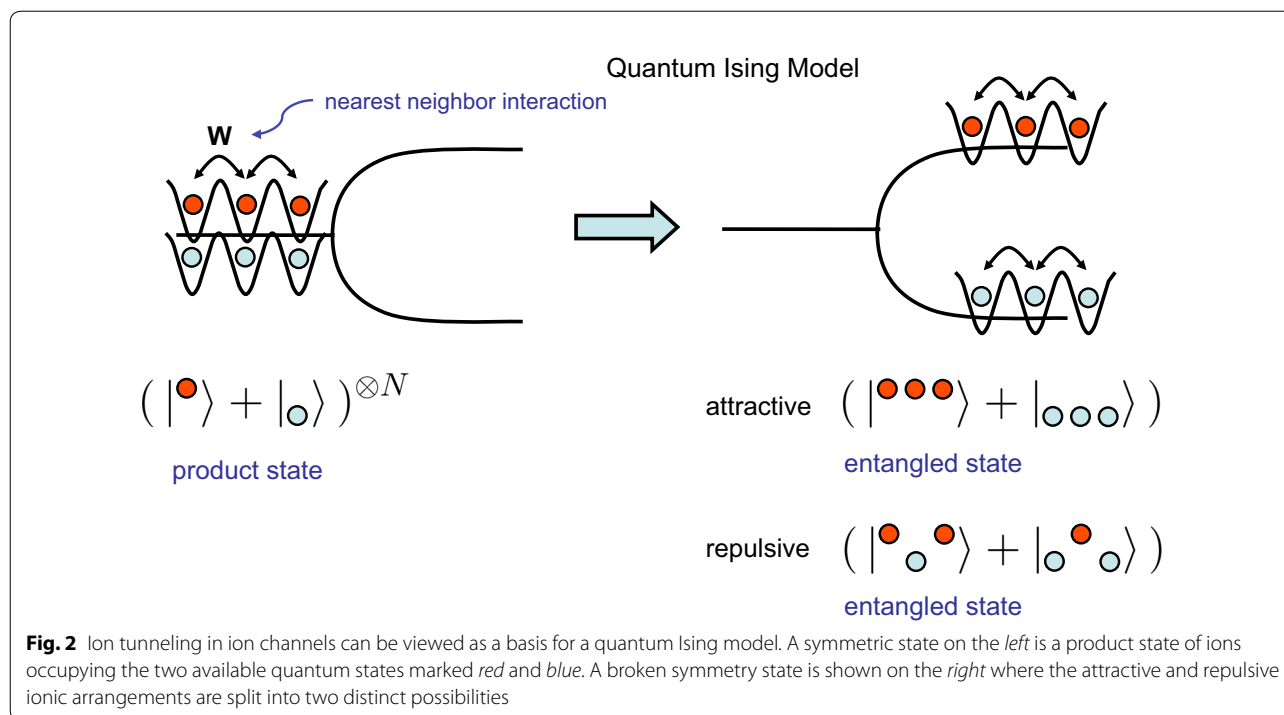 Quantum Ising Model
nearest neighbor interaction
W
( | ⟩ + | ⟩ )⊗N
product state
attractive ( | ⟩ + | ⟩ )
entangled state
repulsive ( | ⟩ + | ⟩ )
entangled state
Fig. 2 Ion tunneling in ion channels can be viewed as a basis for a quantum Ising model. A symmetric state on the left is a product state of ions
occupying the two available quantum states marked red and blue. A broken symmetry state is shown on the right where the attractive and repulsive
ionic arrangements are split into two distinct possibilities